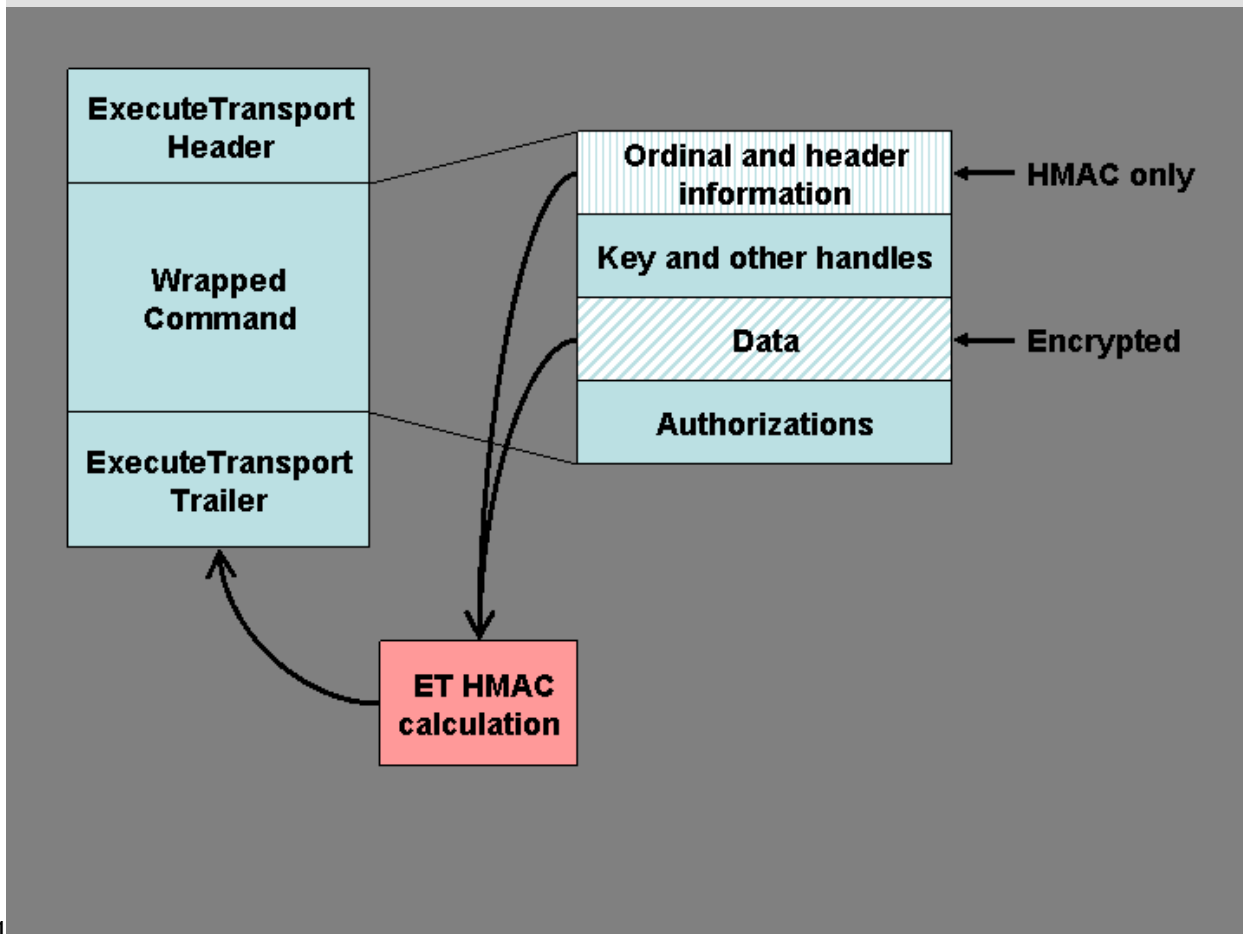 ExecuteTransport
Header
Wrapped
Command
ExecuteTransport
Trailer
Ordinal and header
information
Key and other handles
Data
Authorizations
HMAC only
Encrypted
ET HMAC
calculation